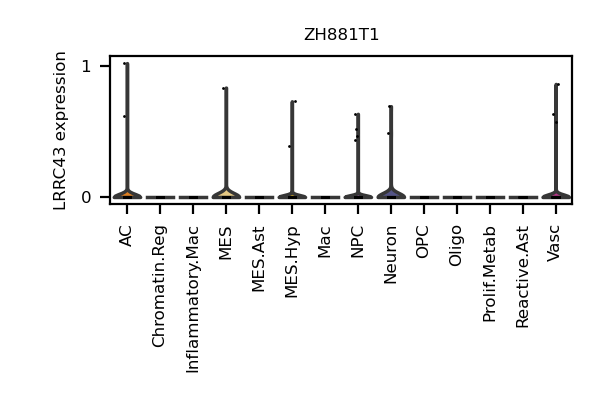 ZH881T1
LRRC43 expression
1
0
AC
Chromatin.Reg
Inflammatory.Mac
MES
MES.Ast
MES.Hyp
Mac
NPC
Neuron
OPC
Oligo
Prolif.Metab
Reactive.Ast
Vasc